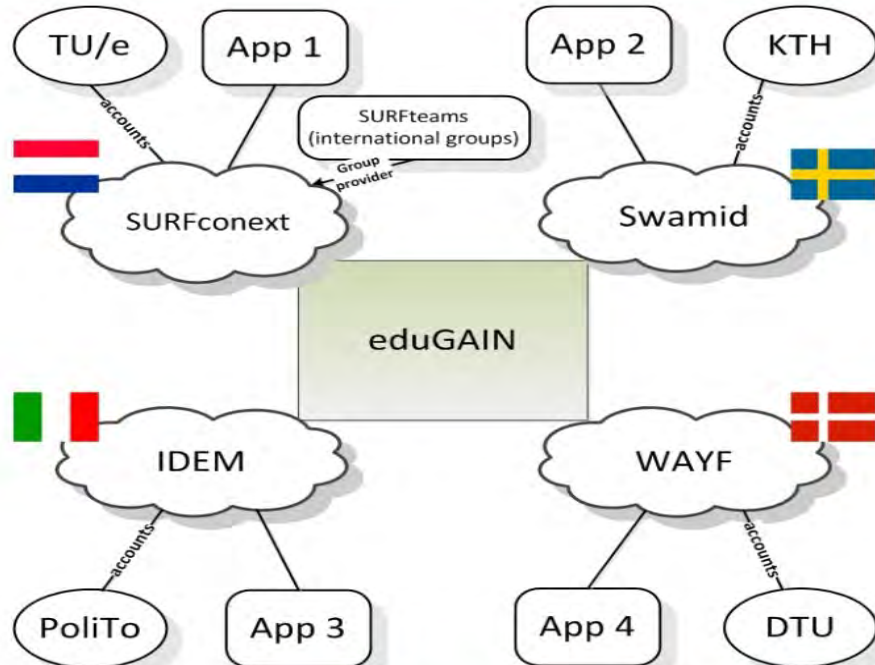 TU/e
App 1
App 2
KTH
accounts
SURFteams
(international groups)
accounts
Group
provider
SURFconext
Swamid
eduGAIN
IDEM
WAYF
accounts
accounts
PoliTo
App 3
App 4
DTU